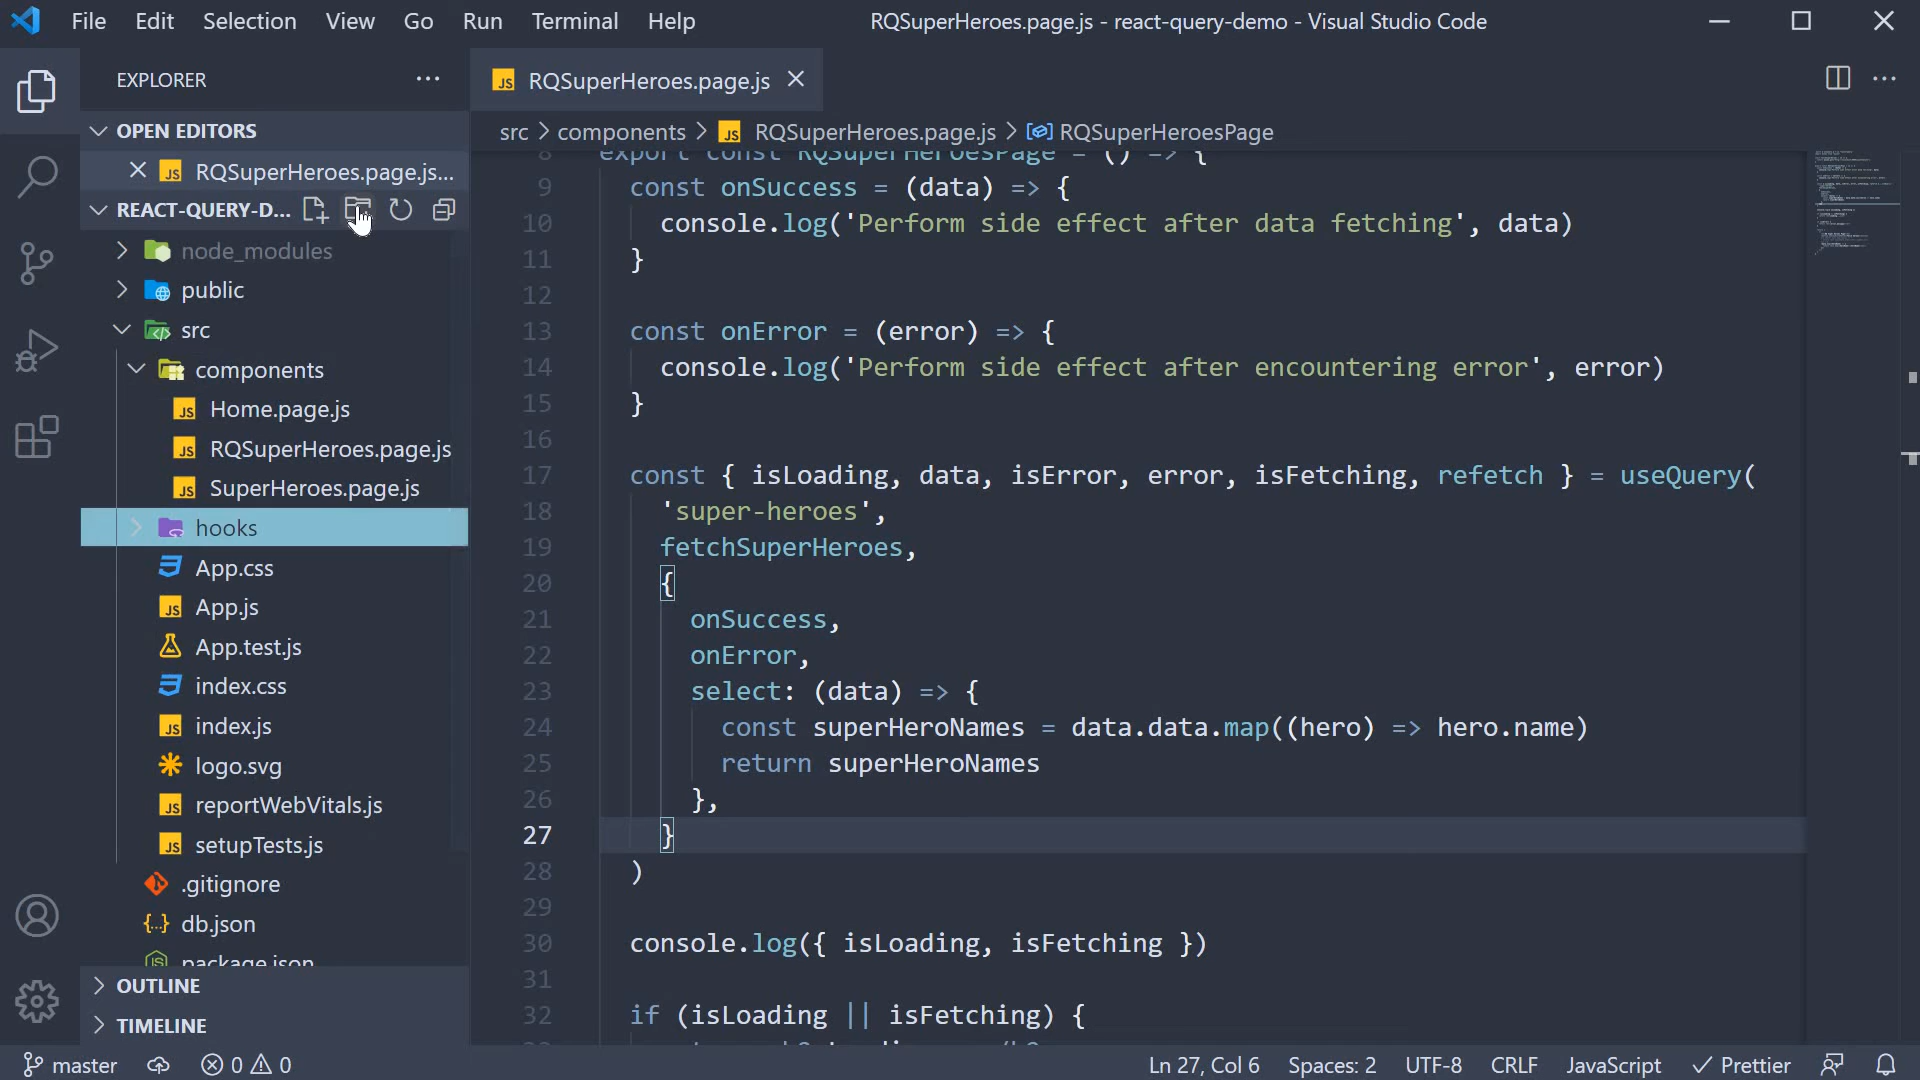 File Edit Selection View Go Run Terminal Help
RQSuperHeroes.page.js - react-query-demo - Visual Studio Code
EXPLORER
OPEN EDITORS
RQSuperHeroes.page.js...
REACT-QUERY-D...
node_modules
public
src
components
Home.page.js
RQSuperHeroes.page.js
SuperHeroes.page.js
hooks
App.css
App.js
App.test.js
index.css
index.js
logo.svg
reportWebVitals.js
setupTests.js
.gitignore
db.json
package.json
OUTLINE
TIMELINE
RQSuperHeroes.page.js
src > components > JS RQSuperHeroes.page.js > RQSuperHeroesPage
8 export const RQSuperHeroesPage = () => {
9 const onSuccess = (data) => {
10 console.log('Perform side effect after data fetching', data)
11 }
12
13 const onError = (error) => {
14 console.log('Perform side effect after encountering error', error)
15 }
16
17 const { isLoading, data, isError, error, isFetching, refetch } = useQuery(
18 'super-heroes',
19 fetchSuperHeroes,
20 {
21 onSuccess,
22 onError,
23 select: (data) => {
24 const superHeroNames = data.data.map((hero) => hero.name)
25 return superHeroNames
26 },
27 }
28 )
29
30 console.log({ isLoading, isFetching })
31
32 if (isLoading || isFetching) {
master 0 0 Ln 27, Col 6 Spaces: 2 UTF-8 CRLF JavaScript Prettier